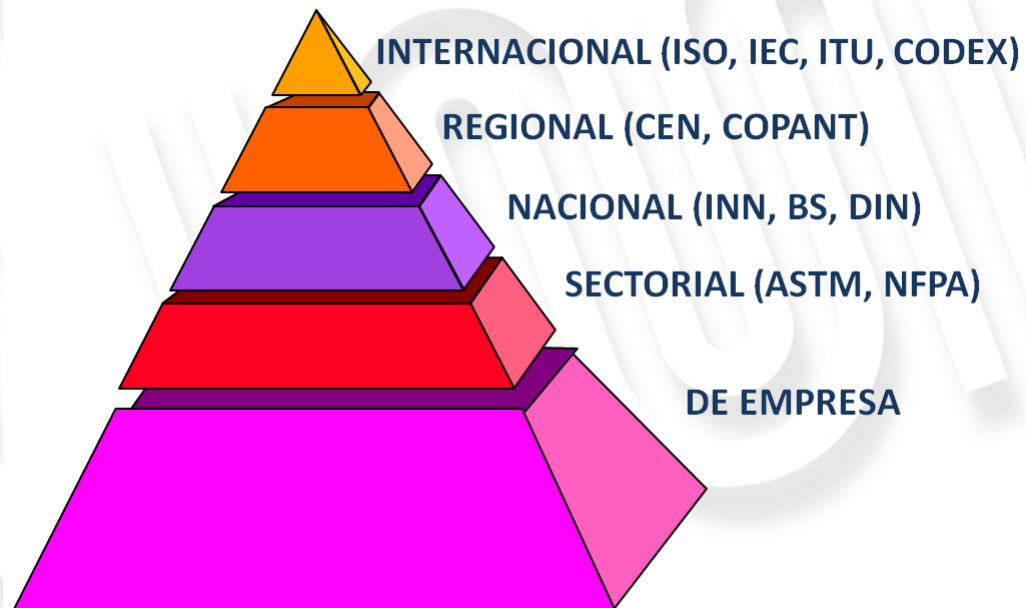 INTERNACIONAL (ISO, IEC, ITU, CODEX)
REGIONAL (CEN, COPANT)
NACIONAL (INN, BS, DIN)
SECTORIAL (ASTM, NFPA)
DE EMPRESA